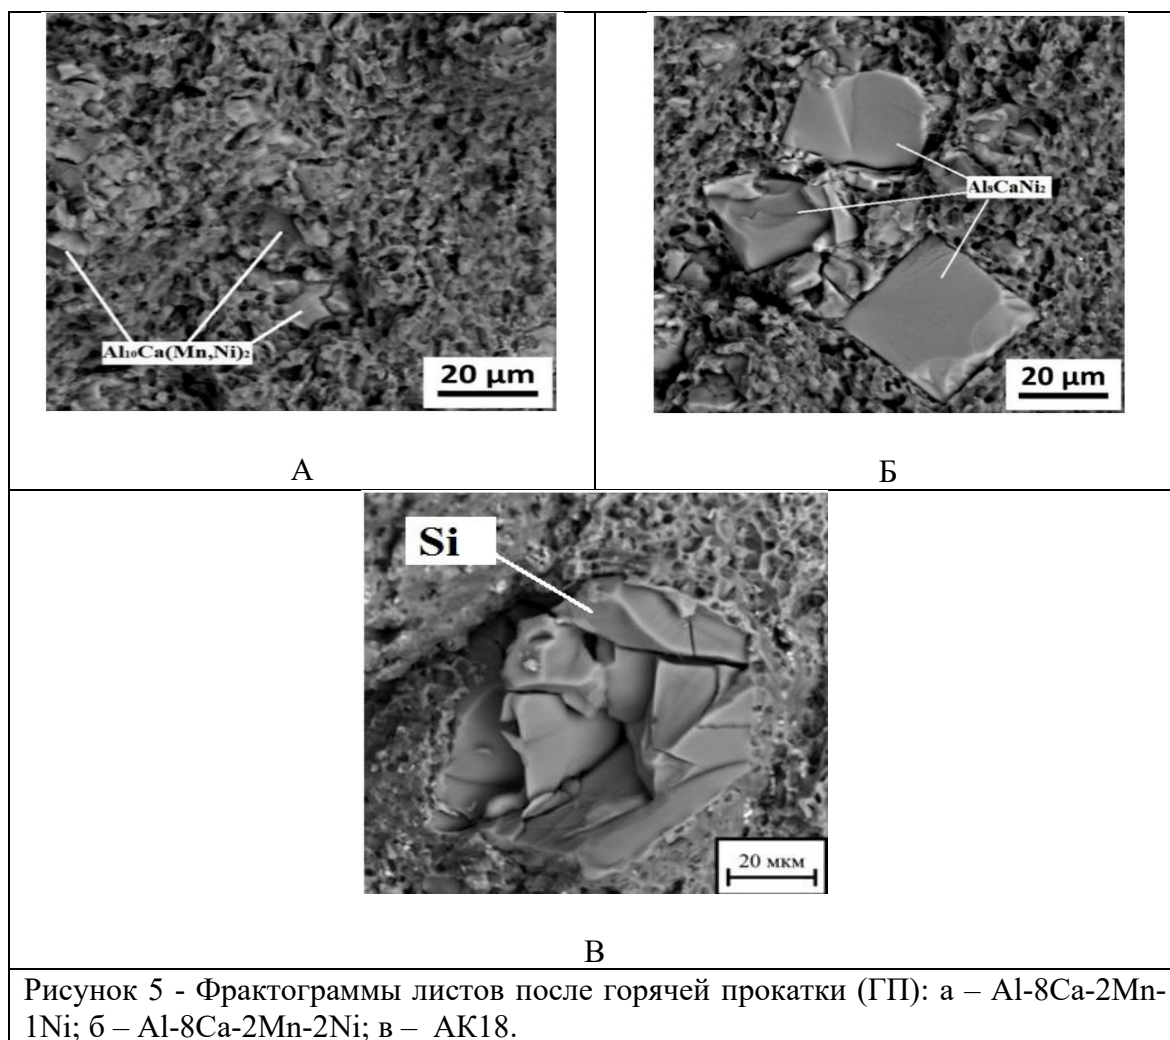 Al₁₀Ca(Mn,Ni)₂
20 µm
А
Al₈CaNi₂
20 µm
Б
Si
20 мкм
В
Рисунок 5 - Фрактограммы листов после горячей прокатки (ГП): а – Al-8Ca-2Mn-
1Ni; б – Al-8Ca-2Mn-2Ni; в – АК18.